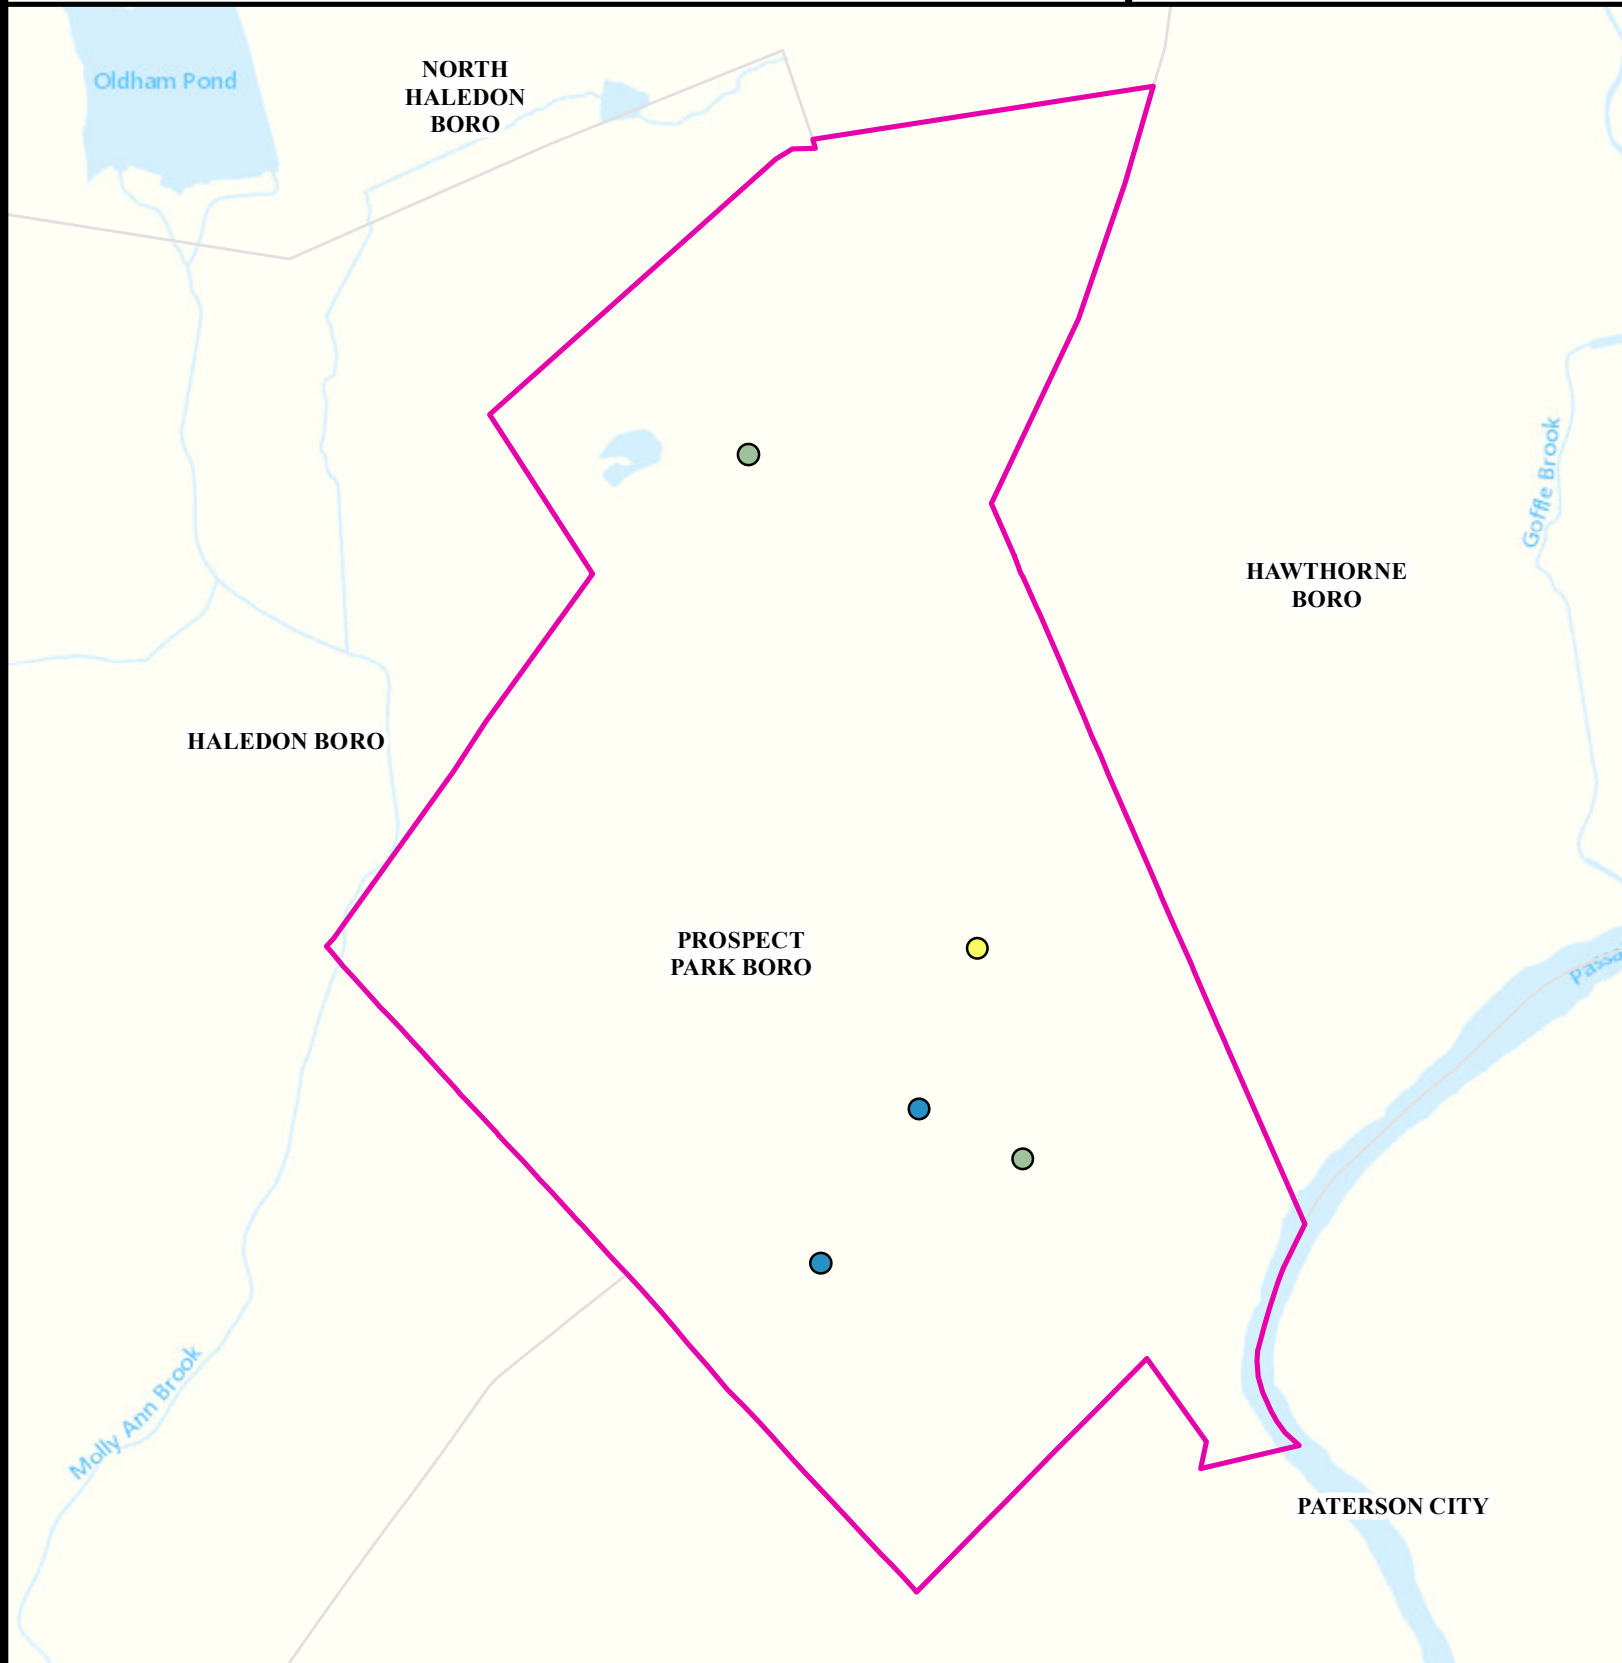 Oldham Pond
NORTH
HALEDON
BORO
Goffle Brook
HAWTHORNE
BORO
HALEDON BORO
PROSPECT
PARK BORO
Molly Ann Brook
PATERSON CITY